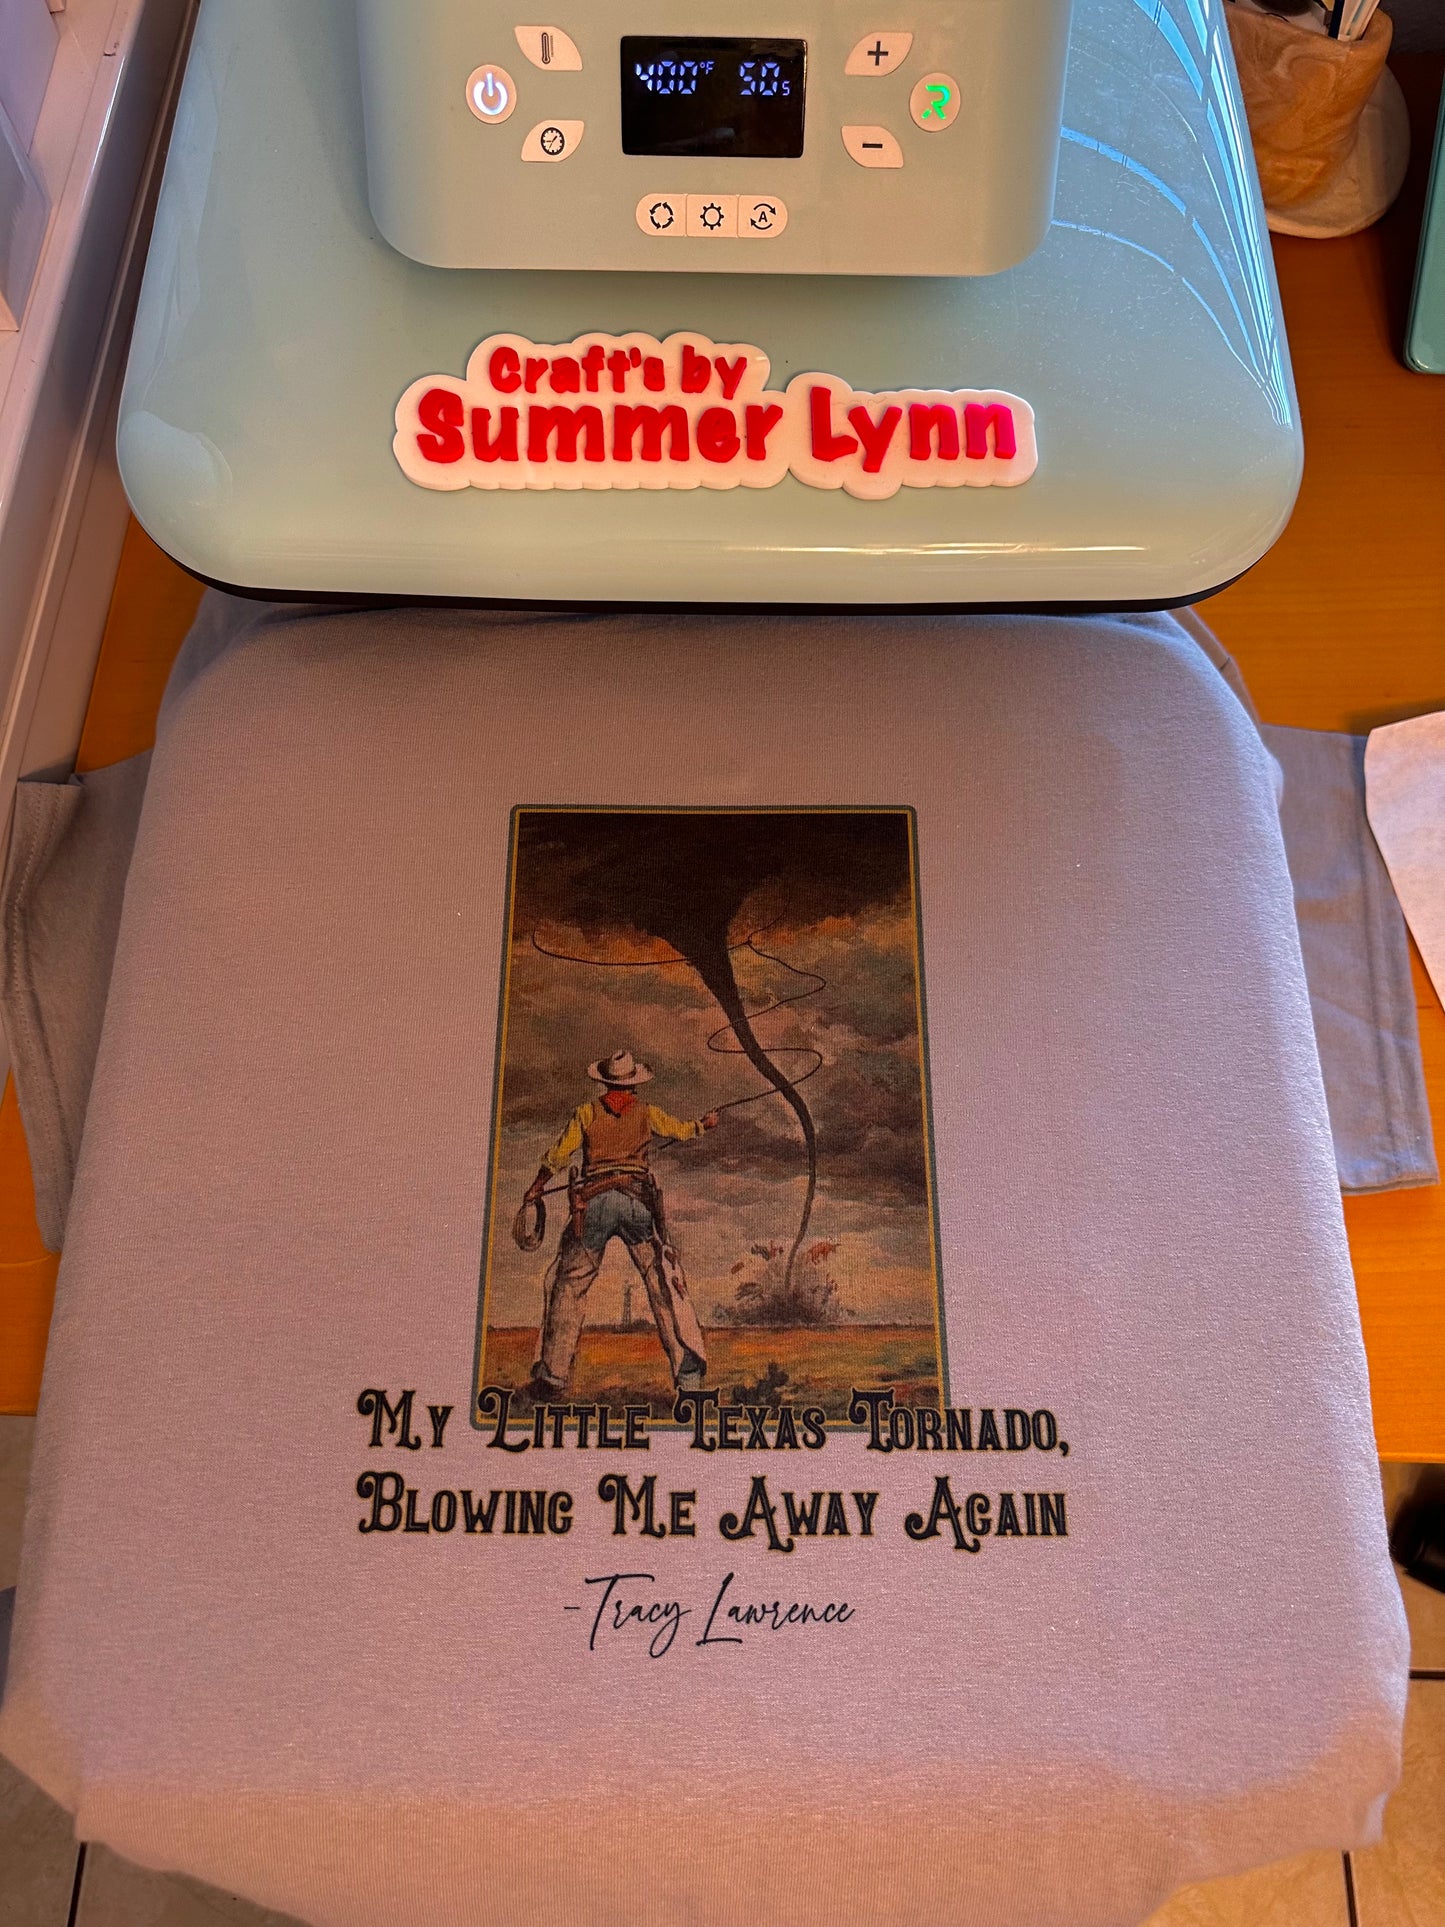 400°F 50s
A
Craft's by
Summer Lynn
My Little Texas Tornado,
Blowing Me Away Again
-Tracy Lawrence